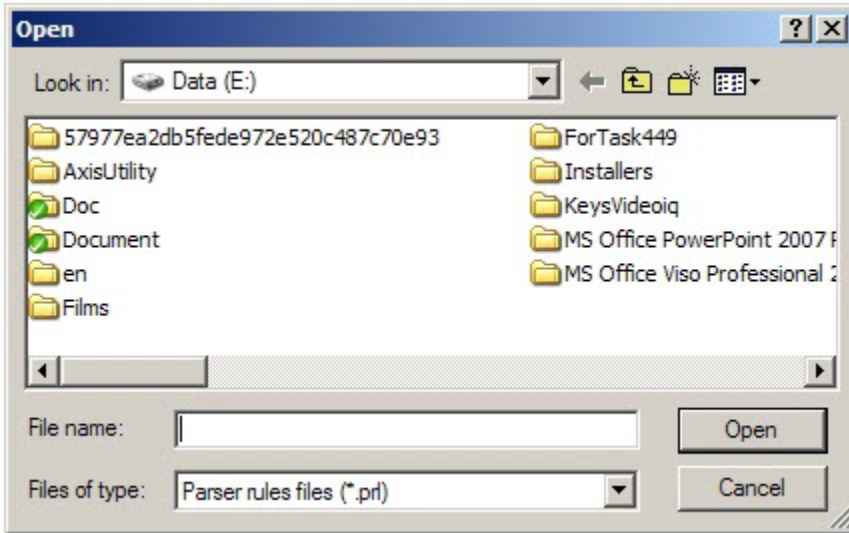 Open
Look in: Data (E:)
57977ea2db5fede972e520c487c70e93
AxisUtility
Doc
Document
en
Films
ForTask449
Installers
KeysVideoiq
MS Office PowerPoint 2007
MS Office Viso Professional 2
File name:
Open
Files of type: Parser rules files (*.prl)
Cancel